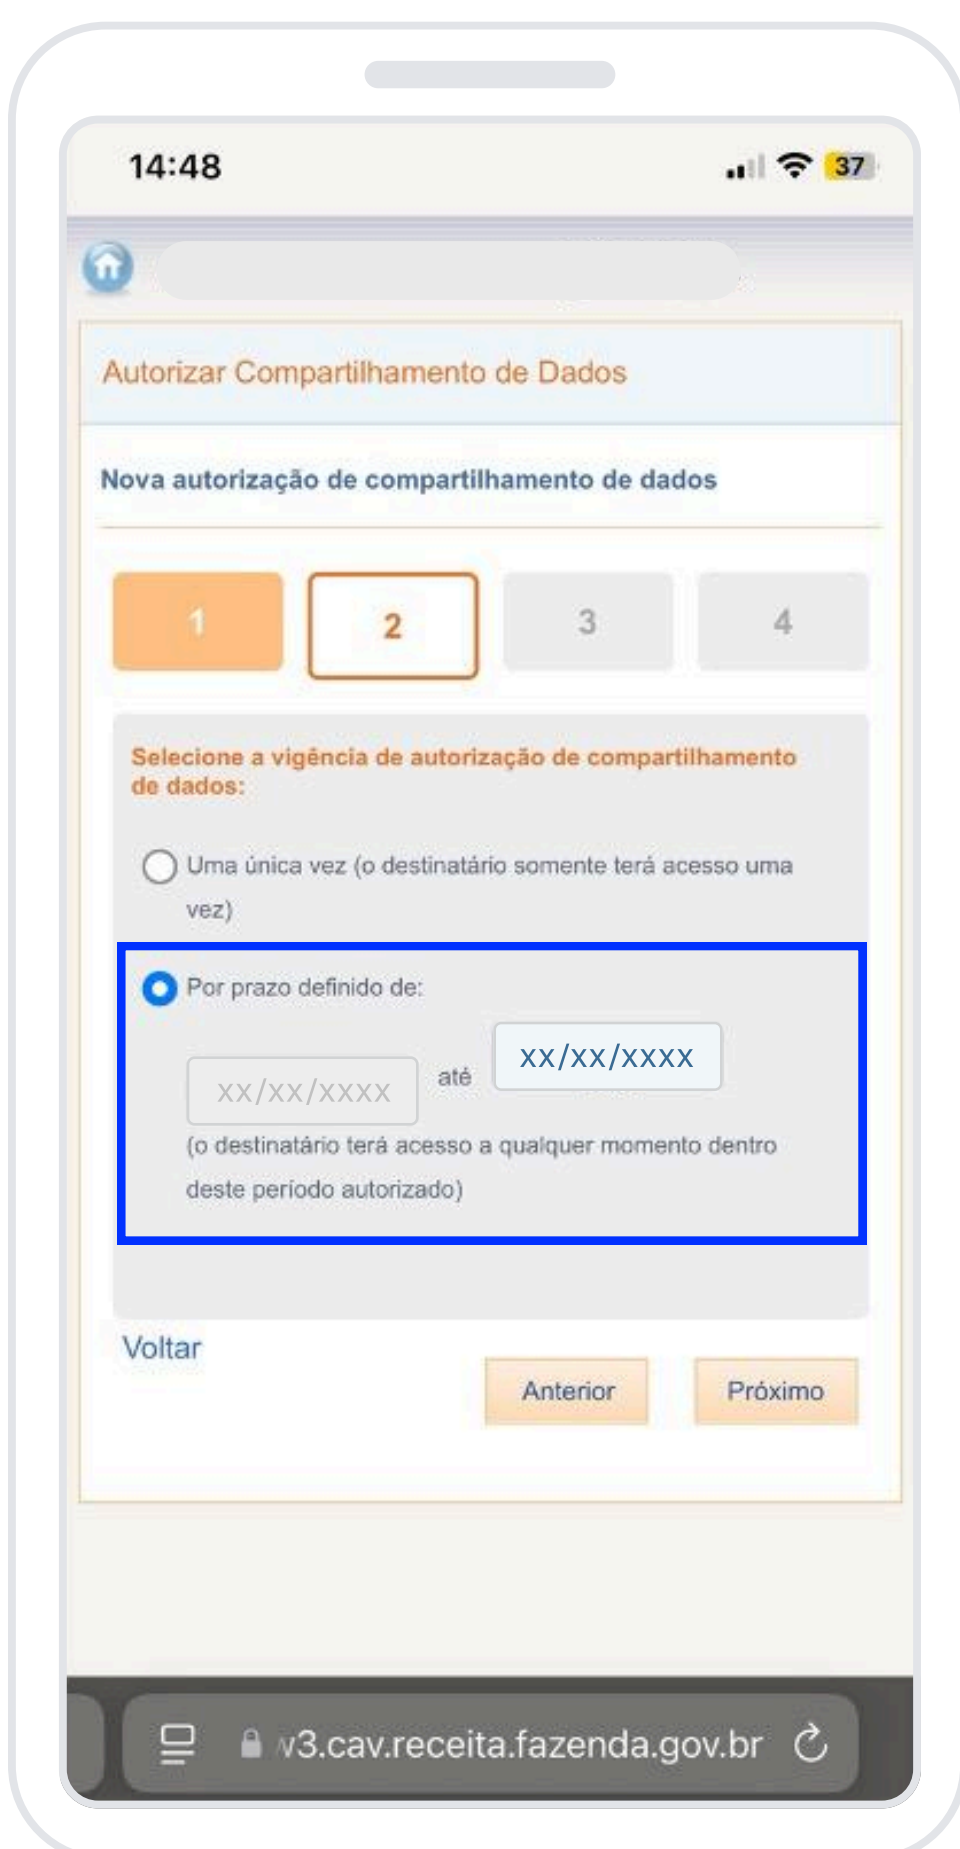 14:48
37
Autorizar Compartilhamento de Dados
Nova autorização de compartilhamento de dados
1
2
3
4
Selecione a vigência de autorização de compartilhamento
de dados:
Uma única vez (o destinatário somente terá acesso uma
vez)
Por prazo definido de:
xx/xx/xxxx até xx/xx/xxxx
(o destinatário terá acesso a qualquer momento dentro
deste período autorizado)
Voltar
Anterior
Próximo
v3.cav.receita.fazenda.gov.br